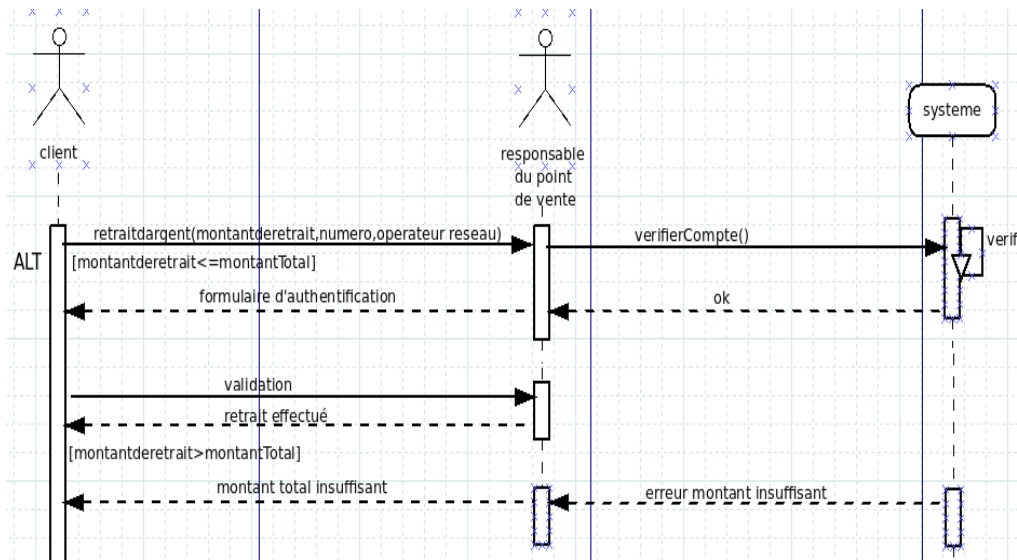 systeme
client
responsable
du point
de vente
retraitdargent(montantderetrait,numero,operateur reseau)
verifierCompte()
verif
ALT
[montantderetrait<=montantTotal]
formulaire d'authentification
ok
validation
retrait effectué
[montantderetrait>montantTotal]
montant total insuffisant
erreur montant insuffisant